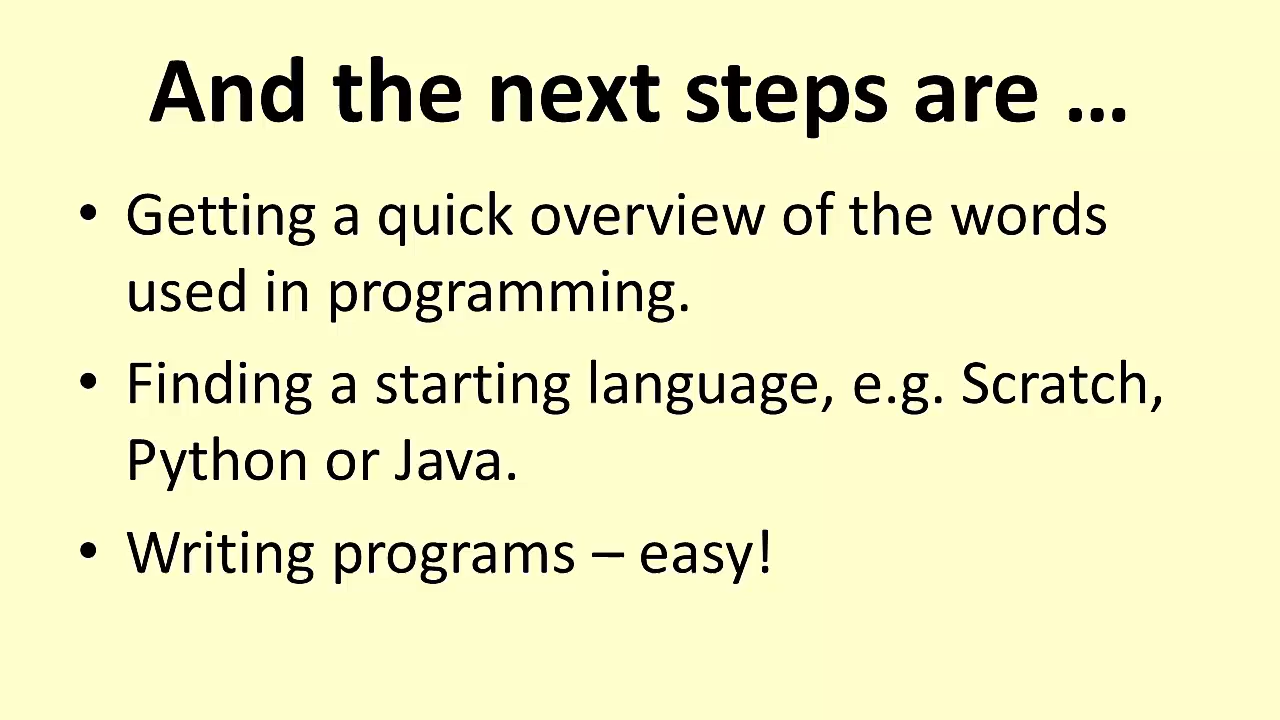 And the next steps are …
• Getting a quick overview of the words
used in programming.
• Finding a starting language, e.g. Scratch,
Python or Java.
• Writing programs – easy!